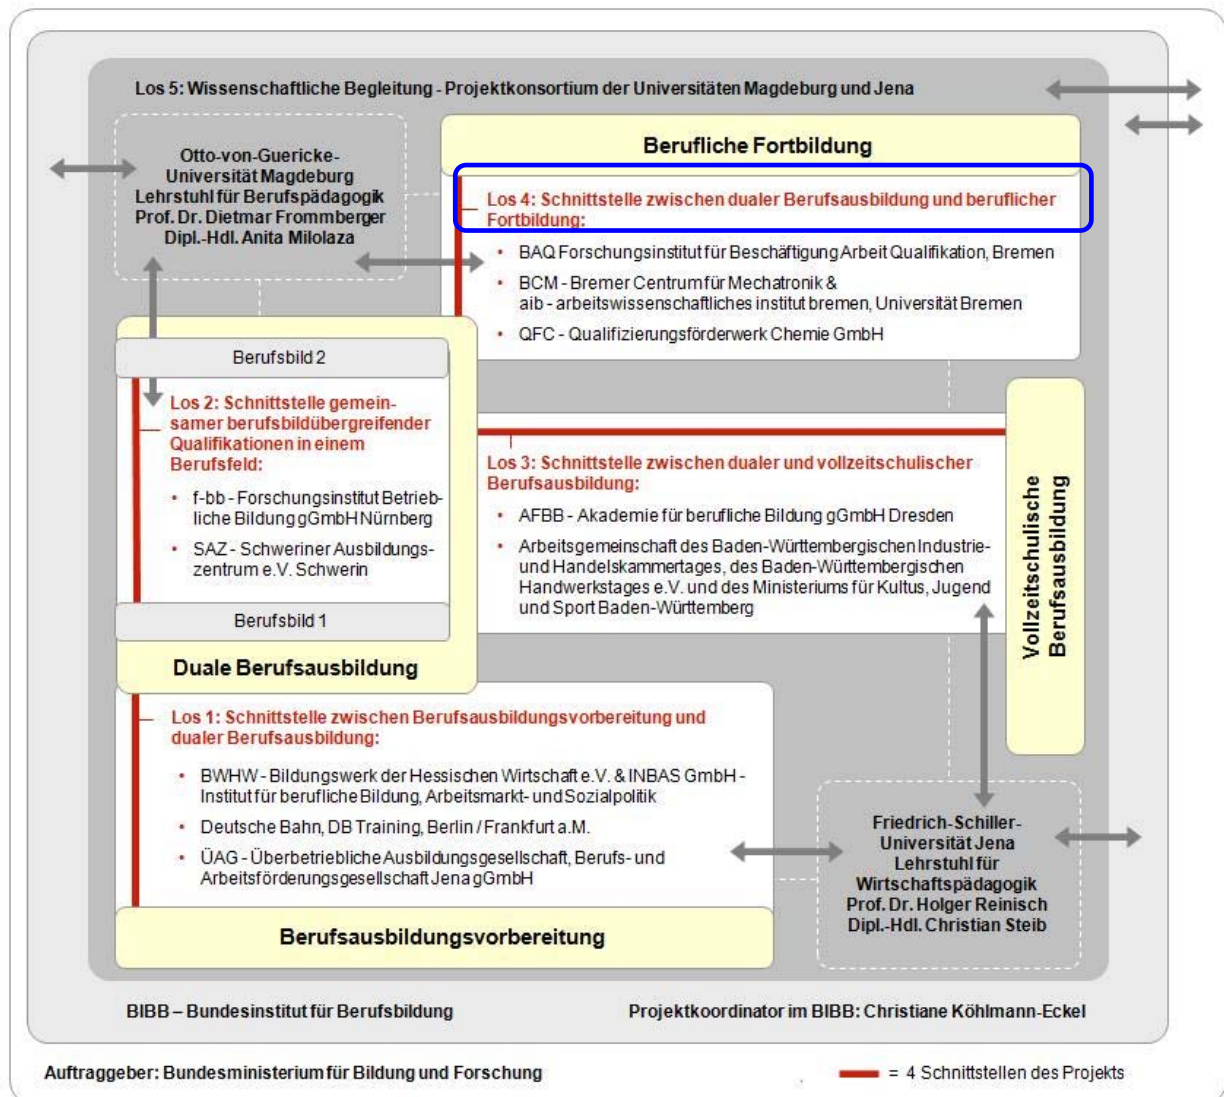 Los 5: Wissenschaftliche Begleitung - Projektkonsortium der Universitäten Magdeburg und Jena
Otto-von-Guericke-
Universität Magdeburg
Lehrstuhl für Berufspädagogik
Prof. Dr. Dietmar Frommberger
Dipl.-Hdl. Anita Milolaza
Berufliche Fortbildung
Los 4: Schnittstelle zwischen dualer Berufsausbildung und beruflicher
Fortbildung:
• BAQ Forschungsinstitut für Beschäftigung Arbeit Qualifikation, Bremen
• BCM - Bremer Centrum für Mechatronik &
aib - arbeitswissenschaftliches institut bremen, Universität Bremen
• QFC - Qualifizierungsförderwerk Chemie GmbH
Berufsbild 2
Los 2: Schnittstelle gemein-
samer berufsbildübergreifender
Qualifikationen in einem
Berufsfeld:
• f-bb - Forschungsinstitut Betrieb-
liche Bildung gGmbH Nürnberg
• SAZ - Schweriner Ausbildungs-
zentrum e.V. Schwerin
Berufsbild 1
Duale Berufsausbildung
Los 3: Schnittstelle zwischen dualer und vollzeitschulischer
Berufsausbildung:
• AFBB - Akademie für berufliche Bildung gGmbH Dresden
• Arbeitsgemeinschaft des Baden-Württembergischen Industrie-
und Handelskammertages, des Baden-Württembergischen
Handwerkstages e.V. und des Ministeriums für Kultus, Jugend
und Sport Baden-Württemberg
Vollzeitschulische
Berufsausbildung
Los 1: Schnittstelle zwischen Berufsausbildungsvorbereitung und
dualer Berufsausbildung:
• BWHW - Bildungswerk der Hessischen Wirtschaft e.V. & INBAS GmbH -
Institut für berufliche Bildung, Arbeitsmarkt- und Sozialpolitik
• Deutsche Bahn, DB Training, Berlin / Frankfurt a.M.
• ÜAG - Überbetriebliche Ausbildungsgesellschaft, Berufs- und
Arbeitsförderungsgesellschaft Jena gGmbH
Berufsausbildungsvorbereitung
Friedrich-Schiller-
Universität Jena
Lehrstuhl für
Wirtschaftspädagogik
Prof. Dr. Holger Reinisch
Dipl.-Hdl. Christian Steib
BIBB – Bundesinstitut für Berufsbildung
Projektkoordinator im BIBB: Christiane Köhlmann-Eckel
Auftraggeber: Bundesministerium für Bildung und Forschung
= 4 Schnittstellen des Projekts